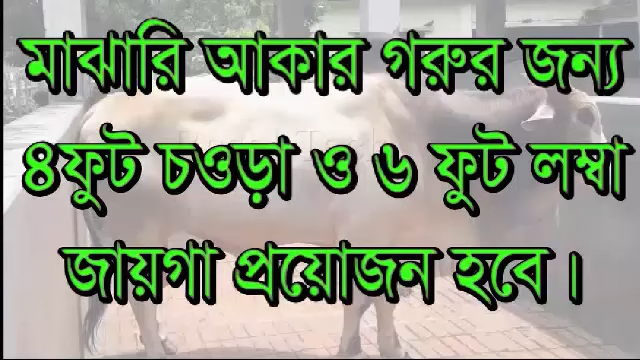 মাঝারি আকার গরুর জন্য
৪ফুট চওড়া ও ৬ ফুট লম্বা
জায়গা প্রয়োজন হবে।